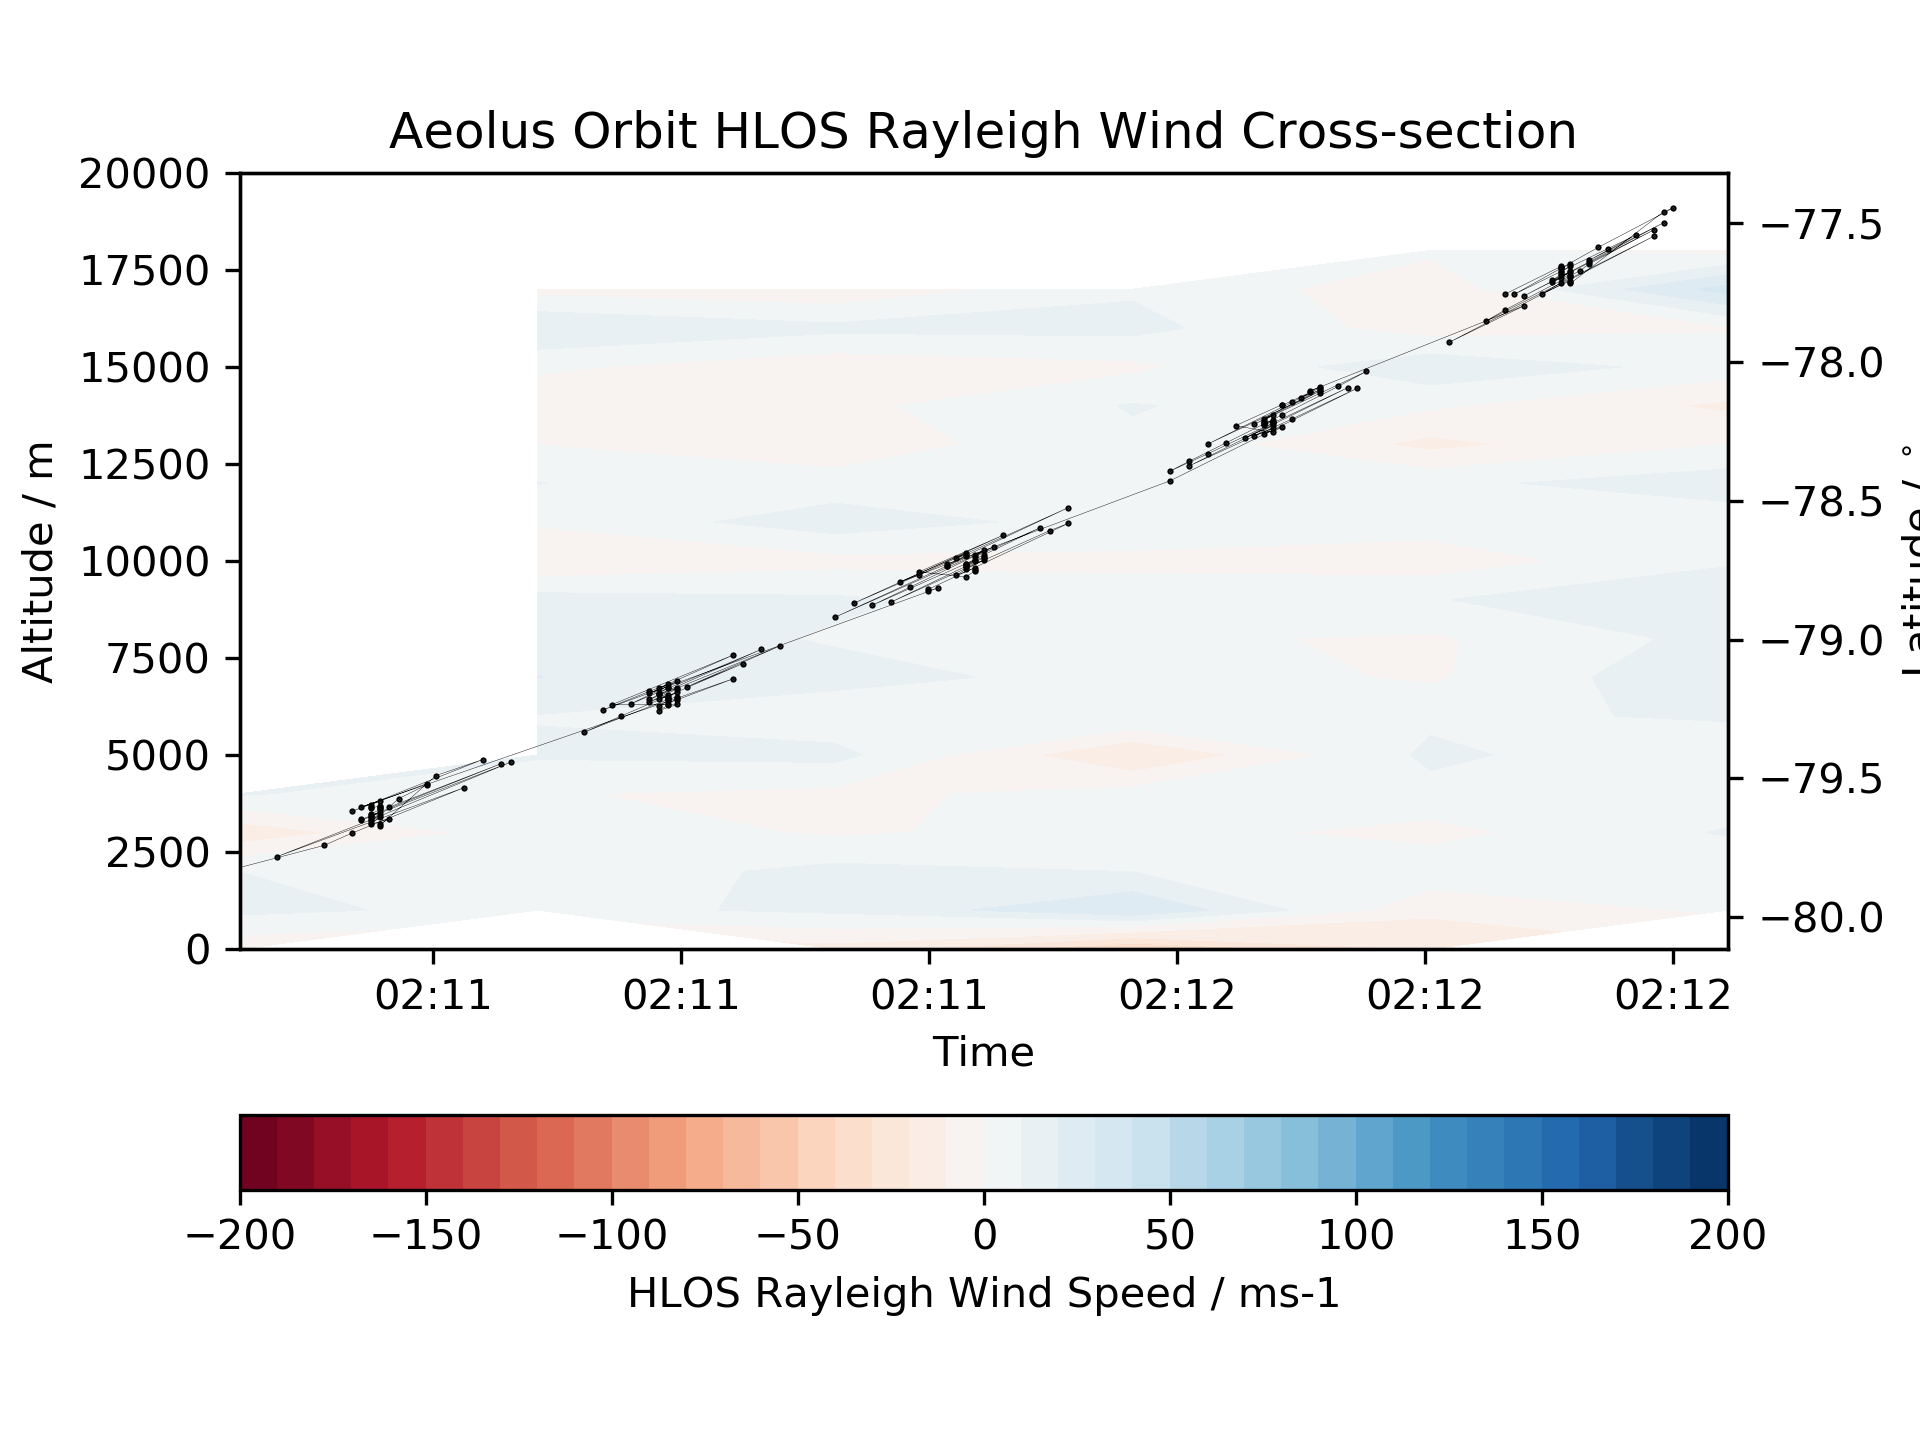 Aeolus Orbit HLOS Rayleigh Wind Cross-section
20000
17500
15000
12500
10000
7500
5000
2500
0
Altitude / m
−77.5
−78.0
−78.5
−79.0
−79.5
−80.0
Latitude / °
02:11 02:11 02:11 02:12 02:12 02:12
Time
−200 −150 −100 −50 0 50 100 150 200
HLOS Rayleigh Wind Speed / ms-1